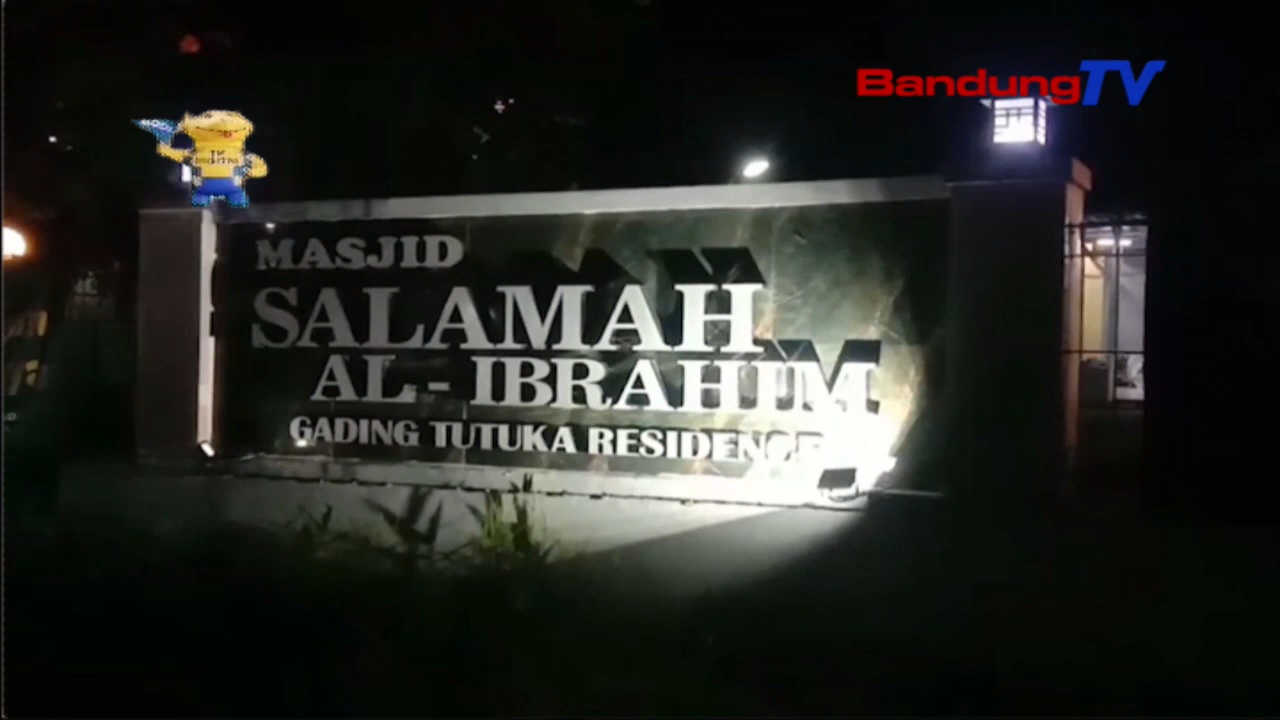 BandungTV
MASJID
SALAMAH
AL - IBRAHIM
GADING TUTUKA RESIDENCE